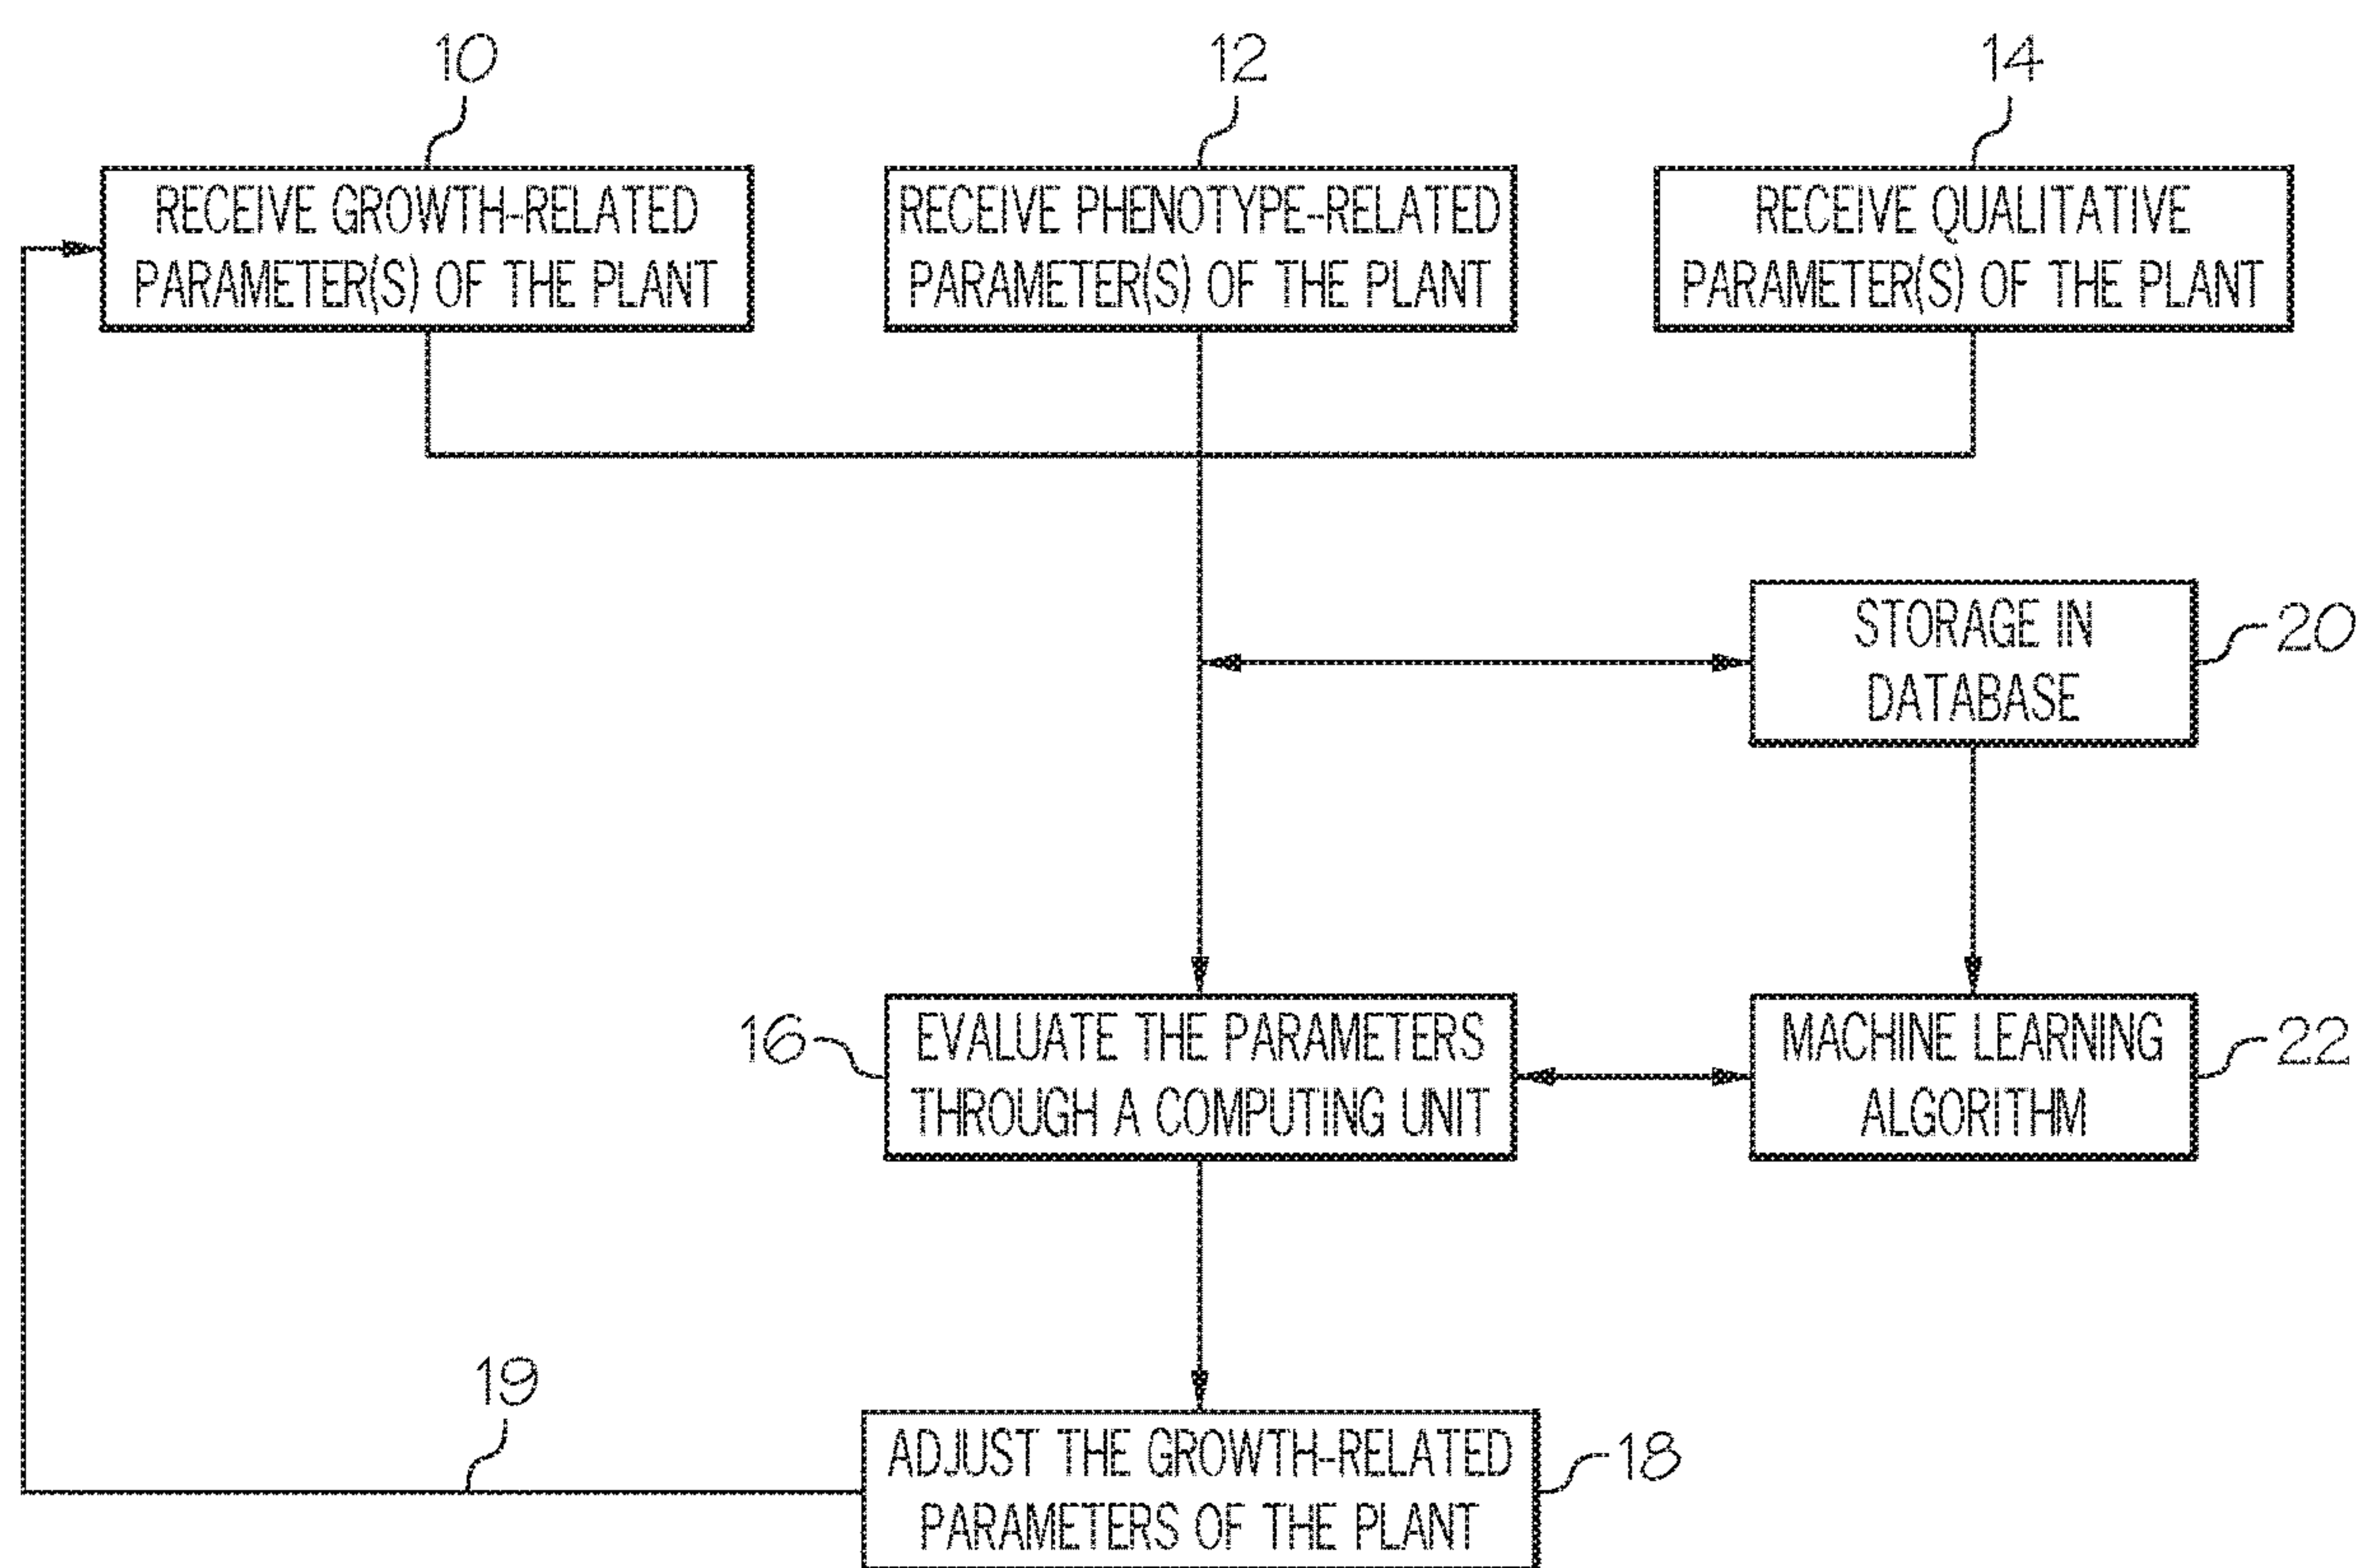 10
12
14
RECEIVE GROWTH-RELATED
PARAMETER(S) OF THE PLANT
RECEIVE PHENOTYPE-RELATED
PARAMETER(S) OF THE PLANT
RECEIVE QUALITATIVE
PARAMETER(S) OF THE PLANT
STORAGE IN
DATABASE
20
16
EVALUATE THE PARAMETERS
THROUGH A COMPUTING UNIT
MACHINE LEARNING
ALGORITHM
22
19
ADJUST THE GROWTH-RELATED
PARAMETERS OF THE PLANT
18